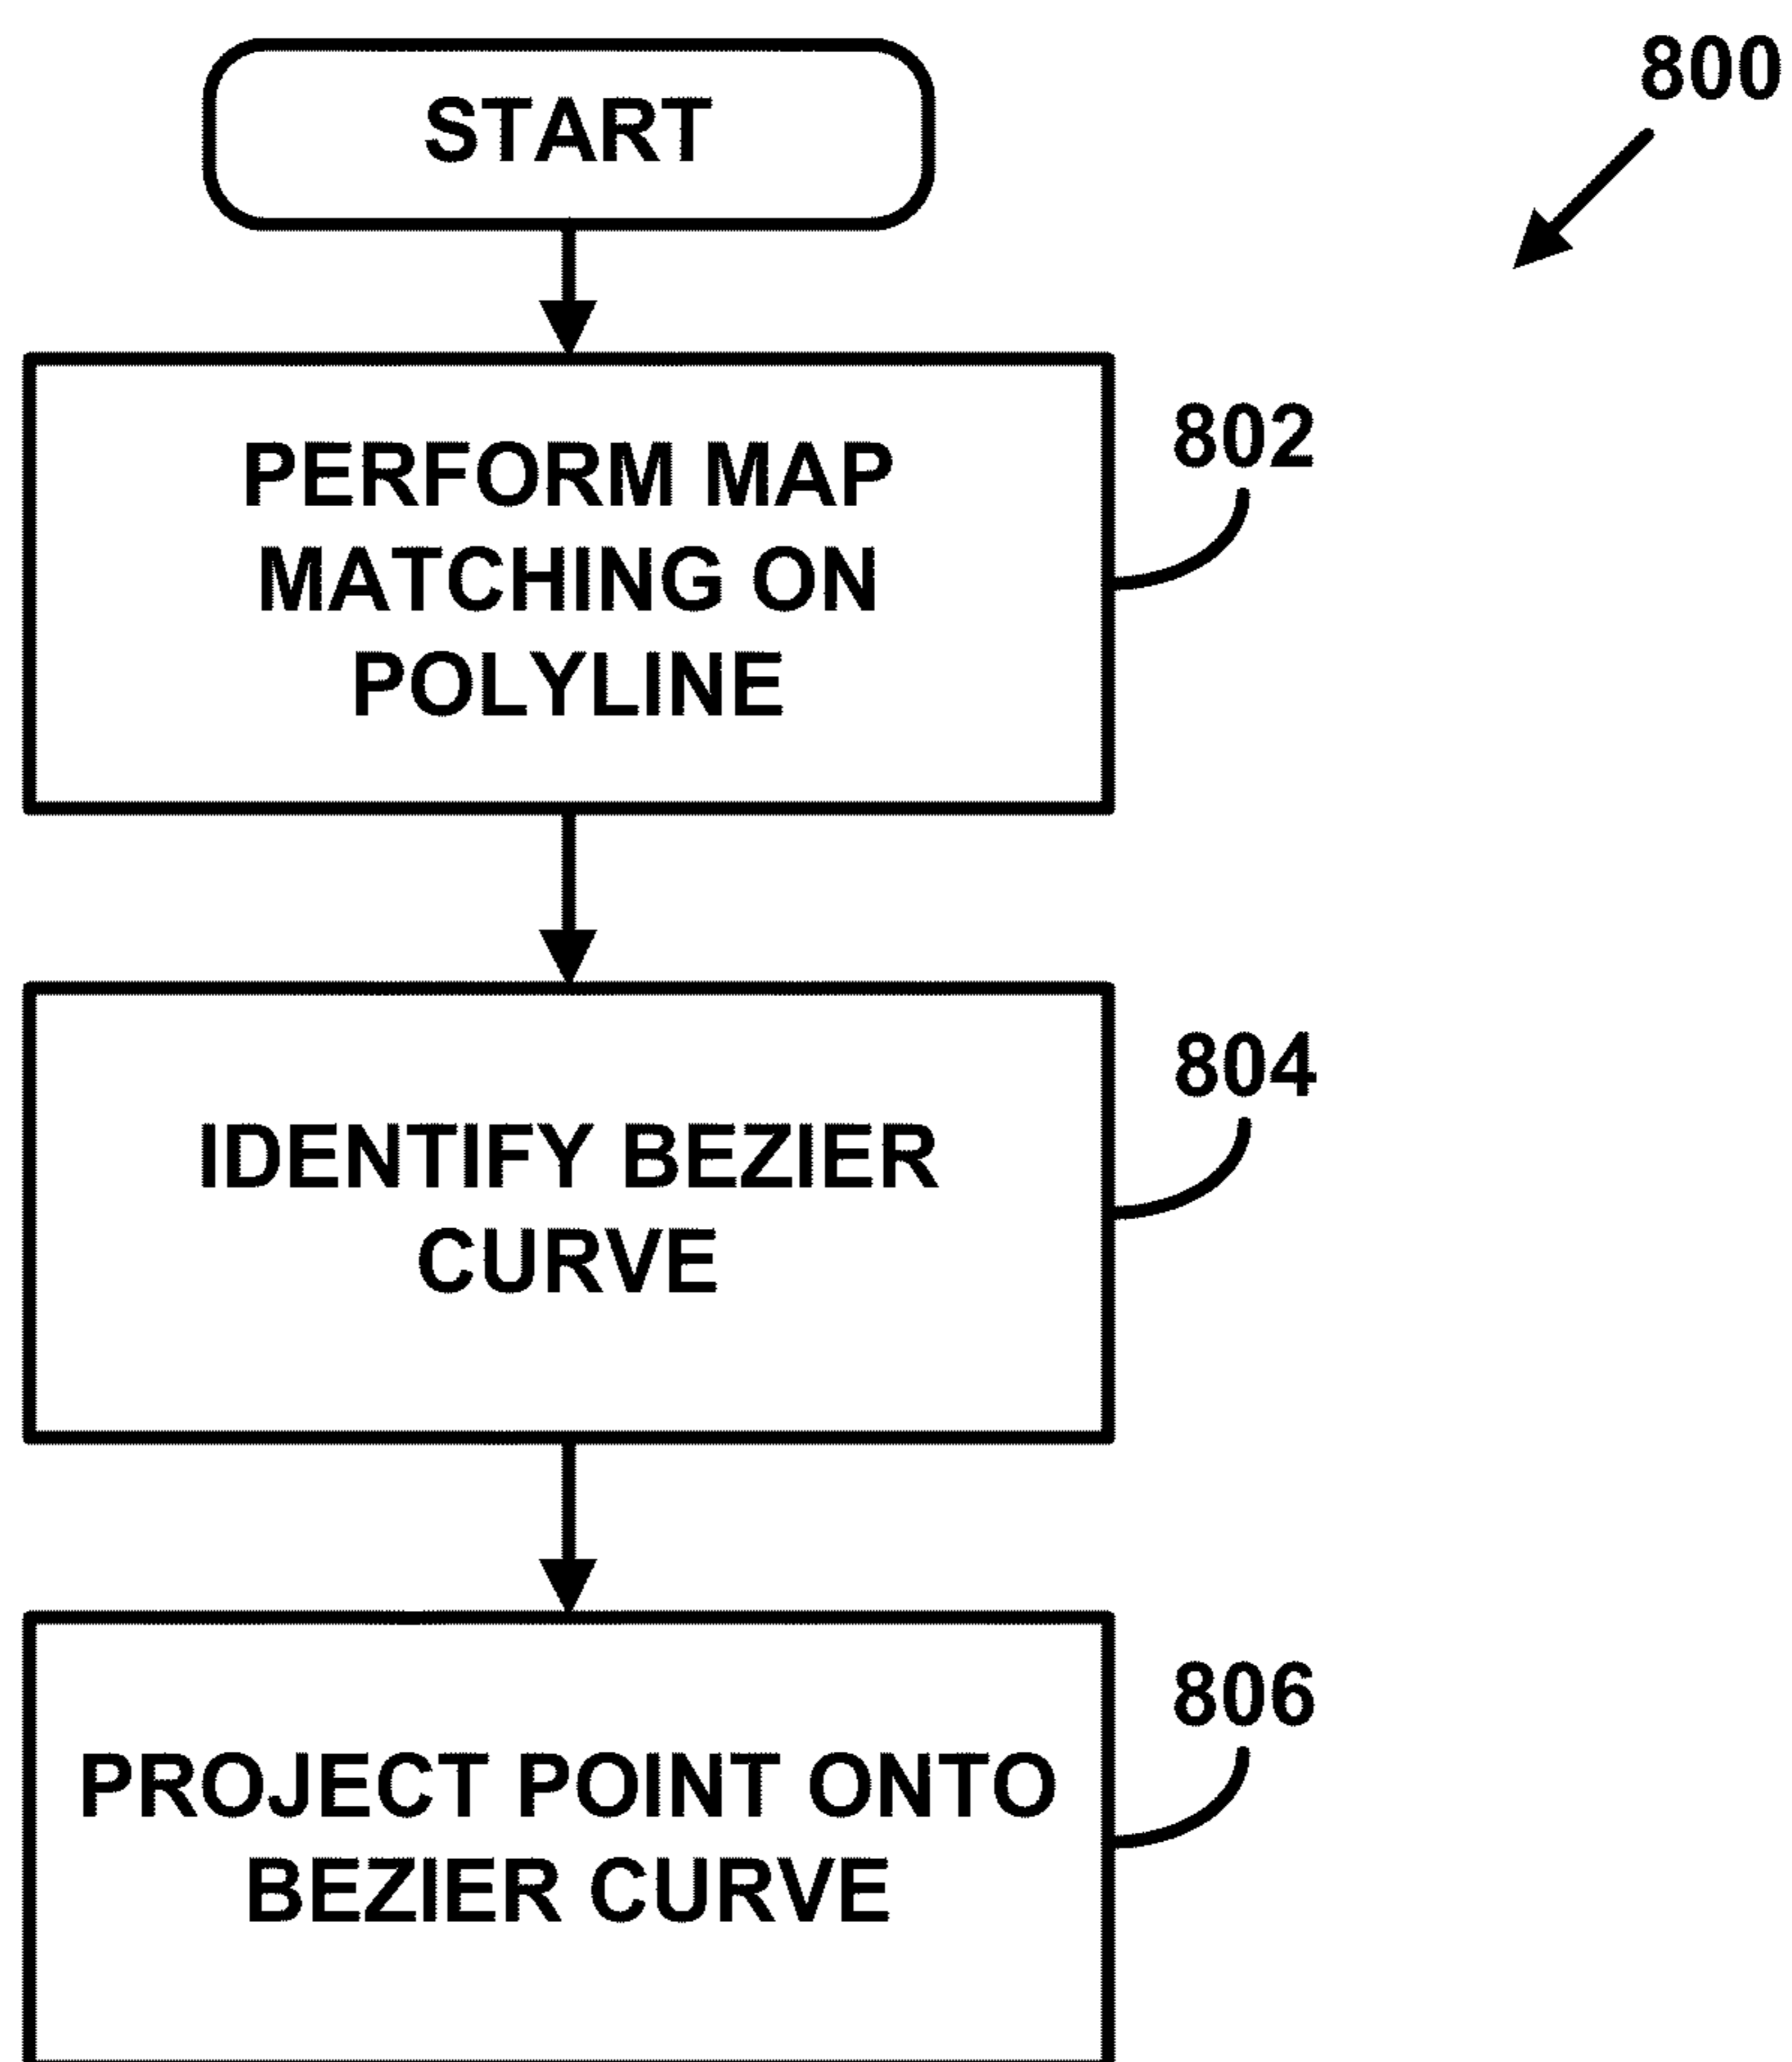 START
800
PERFORM MAP
MATCHING ON
POLYLINE
802
IDENTIFY BEZIER
CURVE
804
PROJECT POINT ONTO
BEZIER CURVE
806